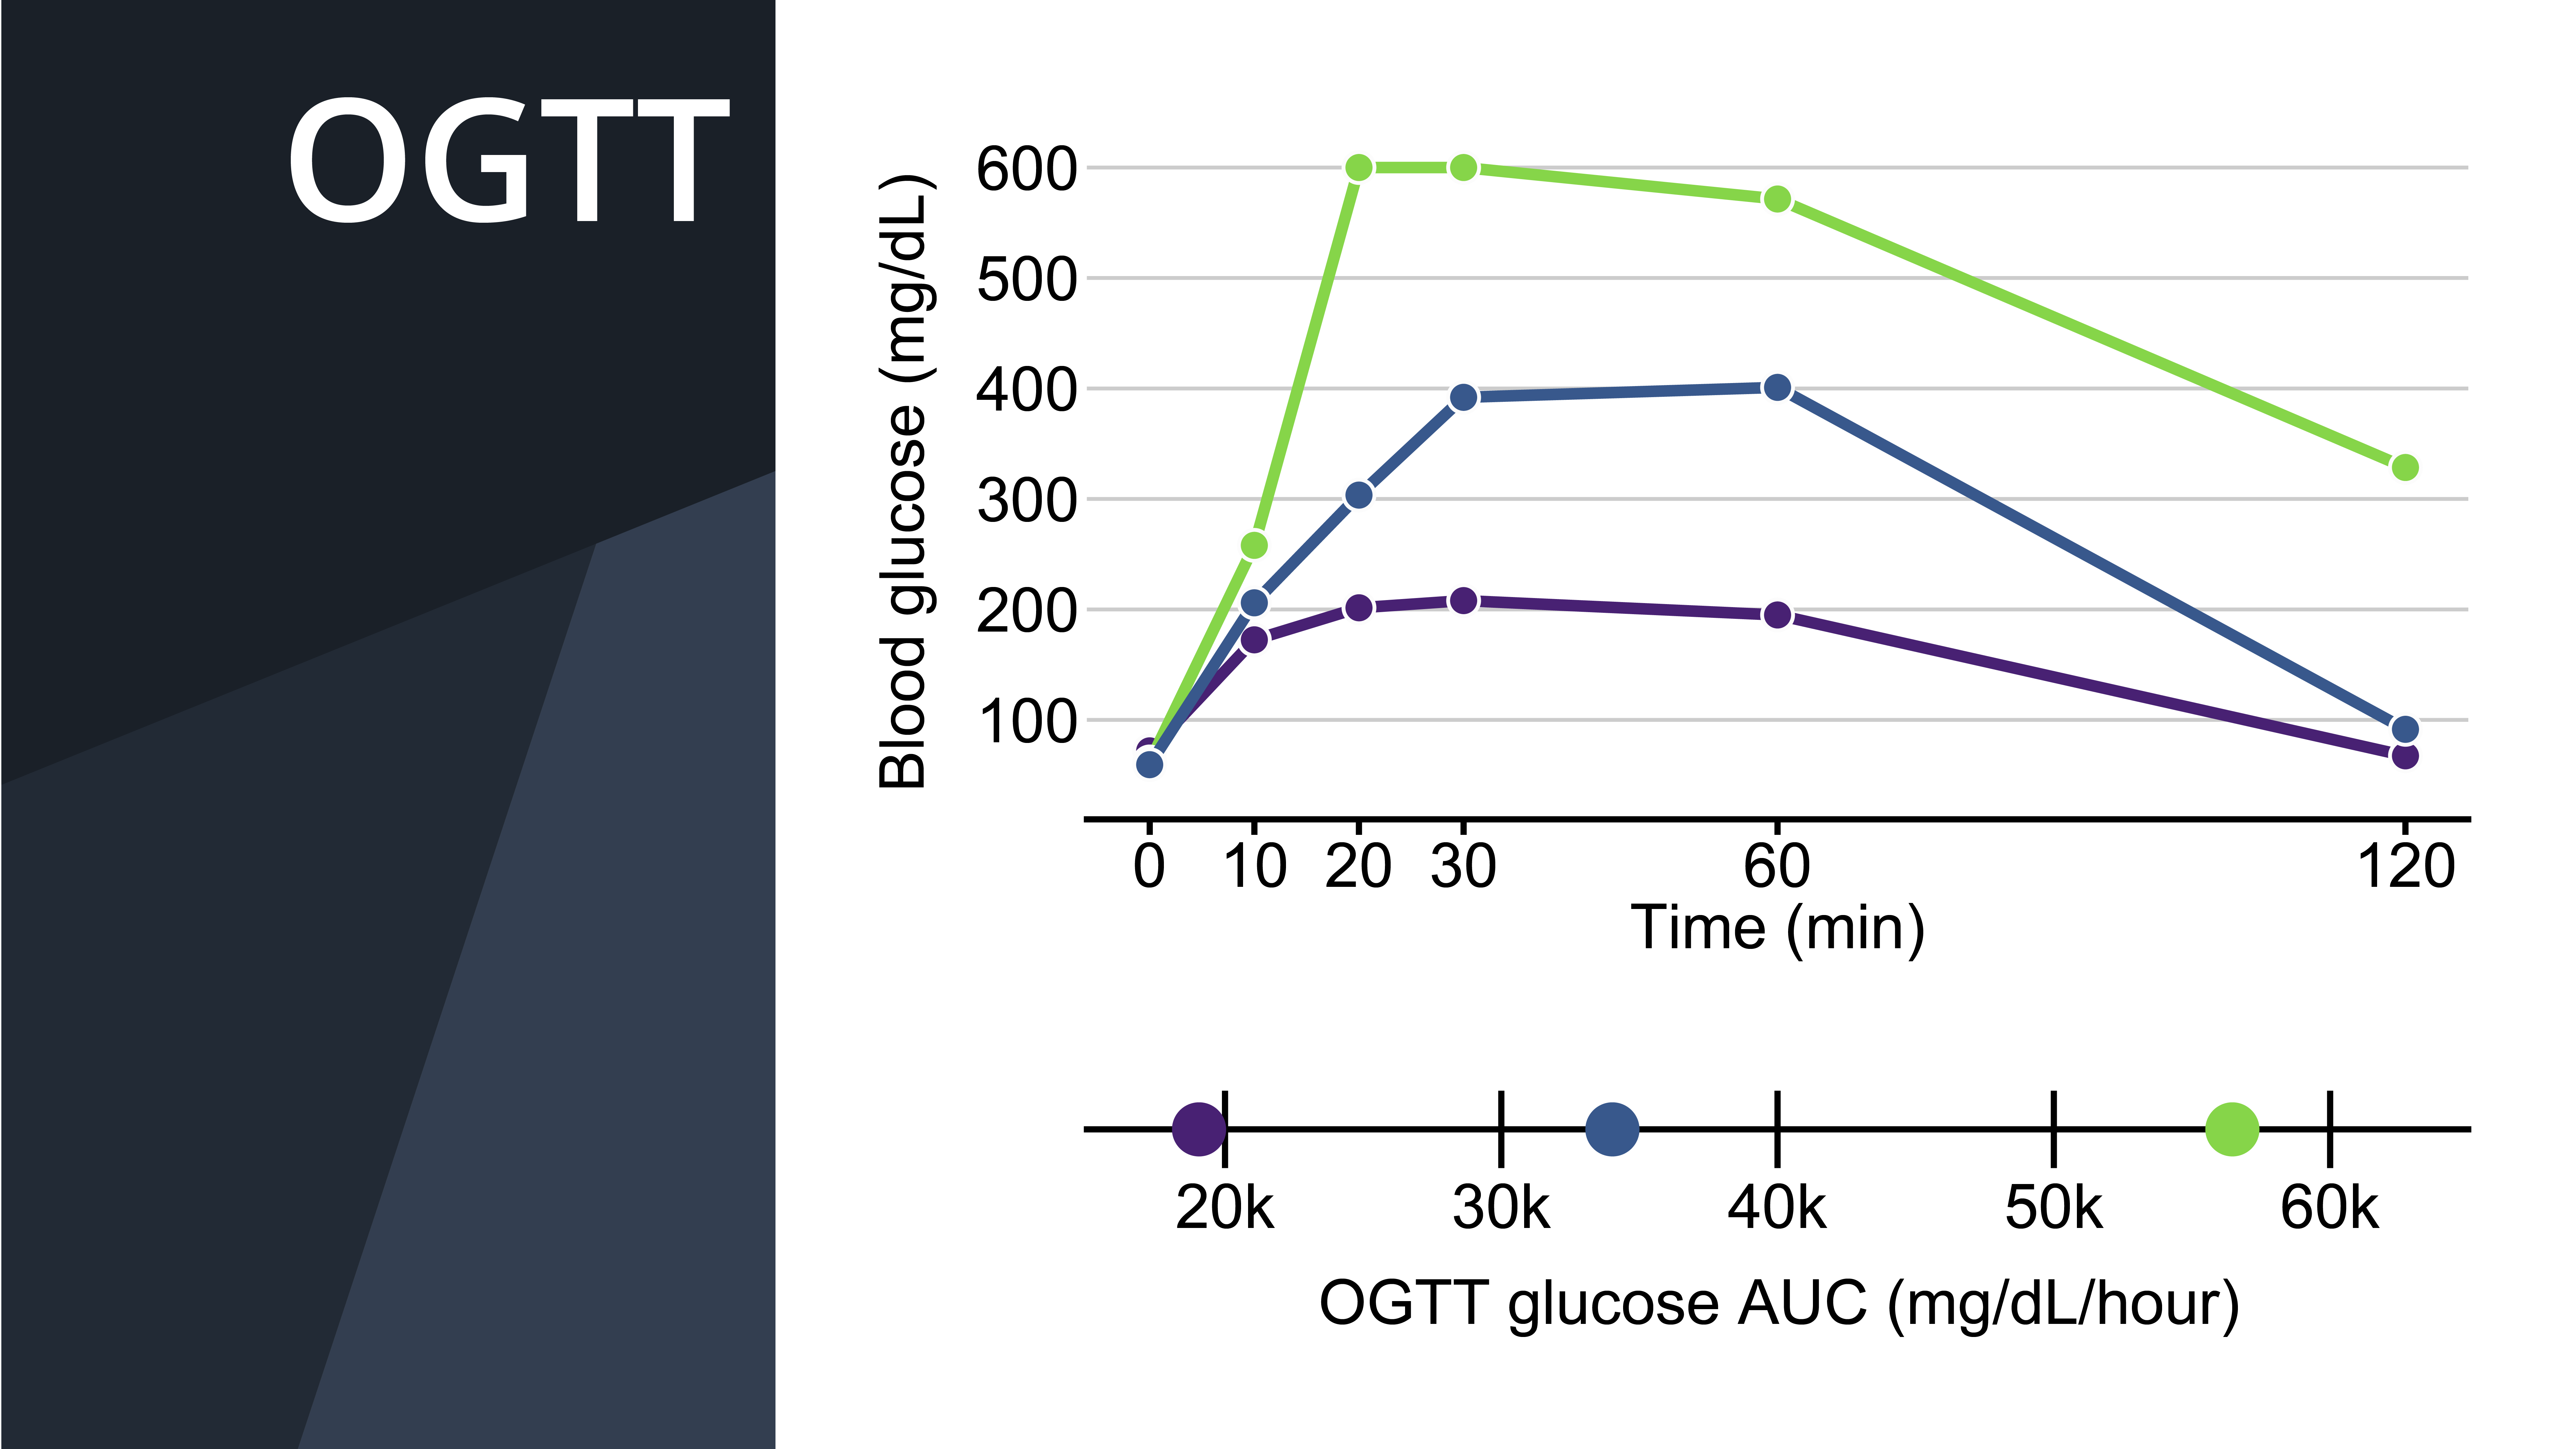 OGTT
Blood glucose (mg/dL)
600
500
400
300
200
100
0 10 20 30 60 120
Time (min)
20k 30k 40k 50k 60k
OGTT glucose AUC (mg/dL/hour)